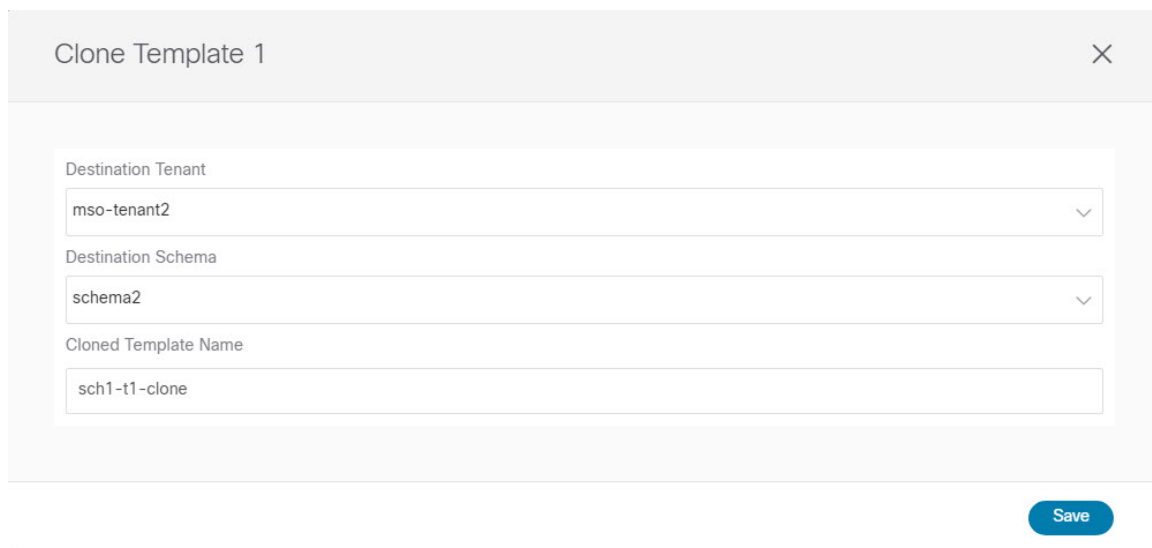 Clone Template 1
Destination Tenant
mso-tenant2
Destination Schema
schema2
Cloned Template Name
sch1-t1-clone
Save